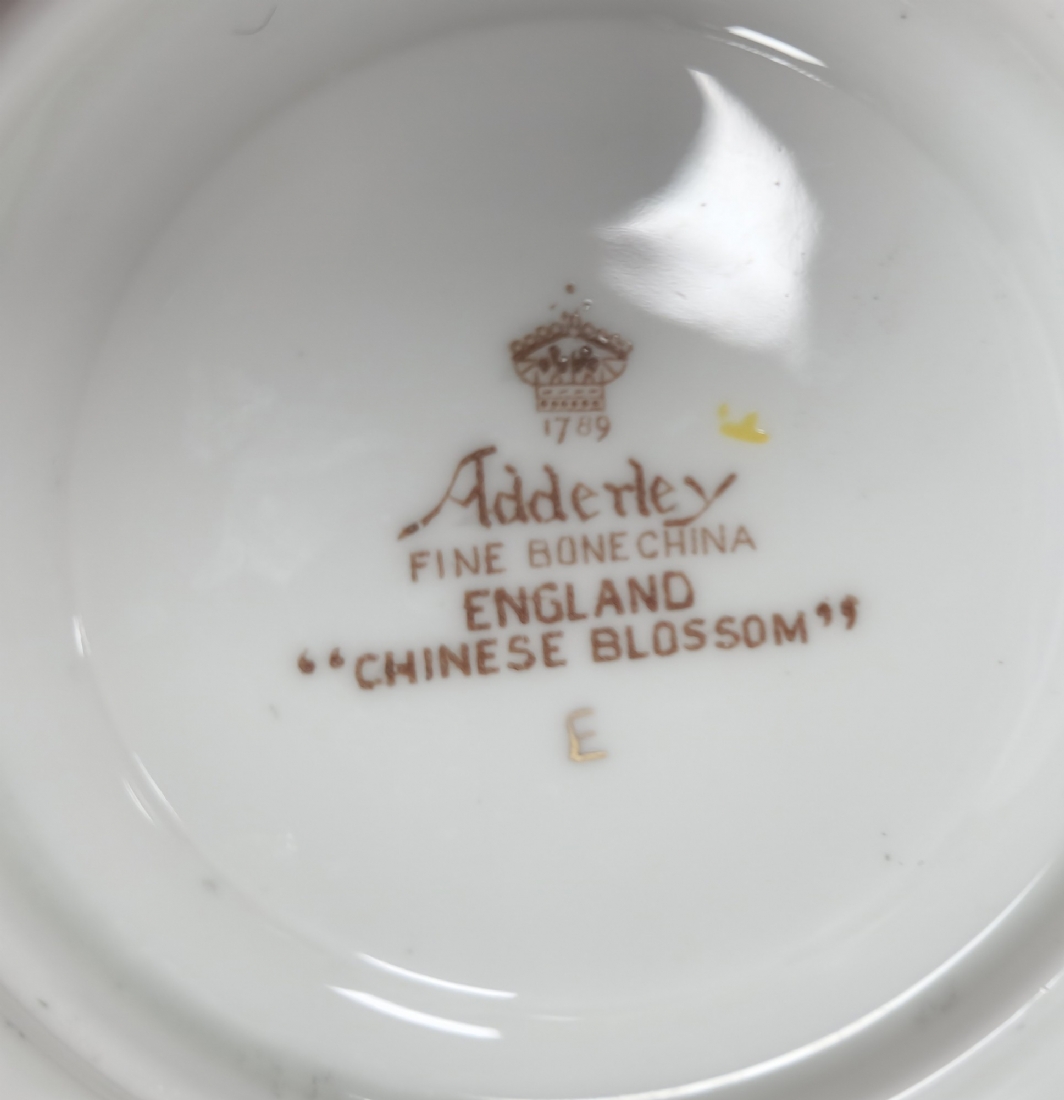 1789
Adderley
FINE BONE CHINA
ENGLAND
“CHINESE BLOSSOM”
E